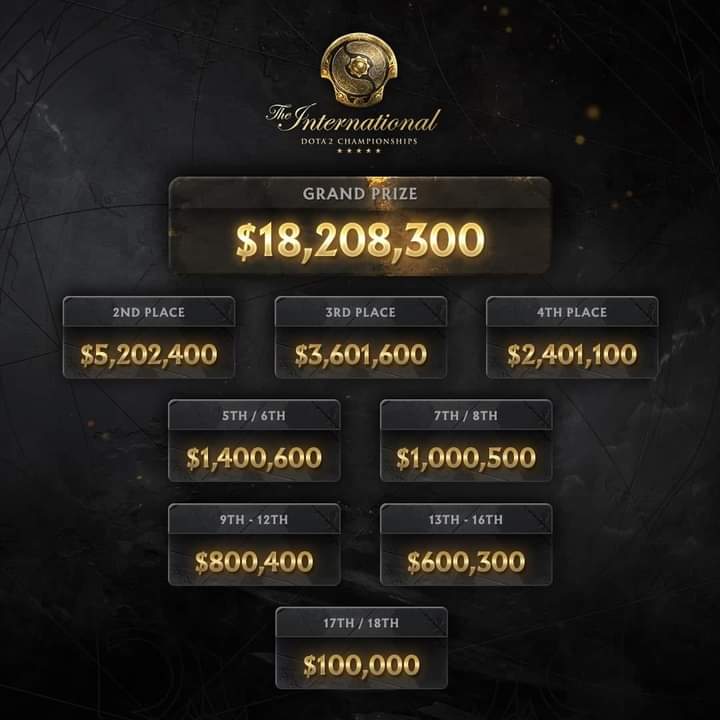 The International
DOTA 2 CHAMPIONSHIPS
GRAND PRIZE
$18,208,300
2ND PLACE
$5,202,400
3RD PLACE
$3,601,600
4TH PLACE
$2,401,100
5TH / 6TH
$1,400,600
7TH / 8TH
$1,000,500
9TH - 12TH
$800,400
13TH - 16TH
$600,300
17TH / 18TH
$100,000